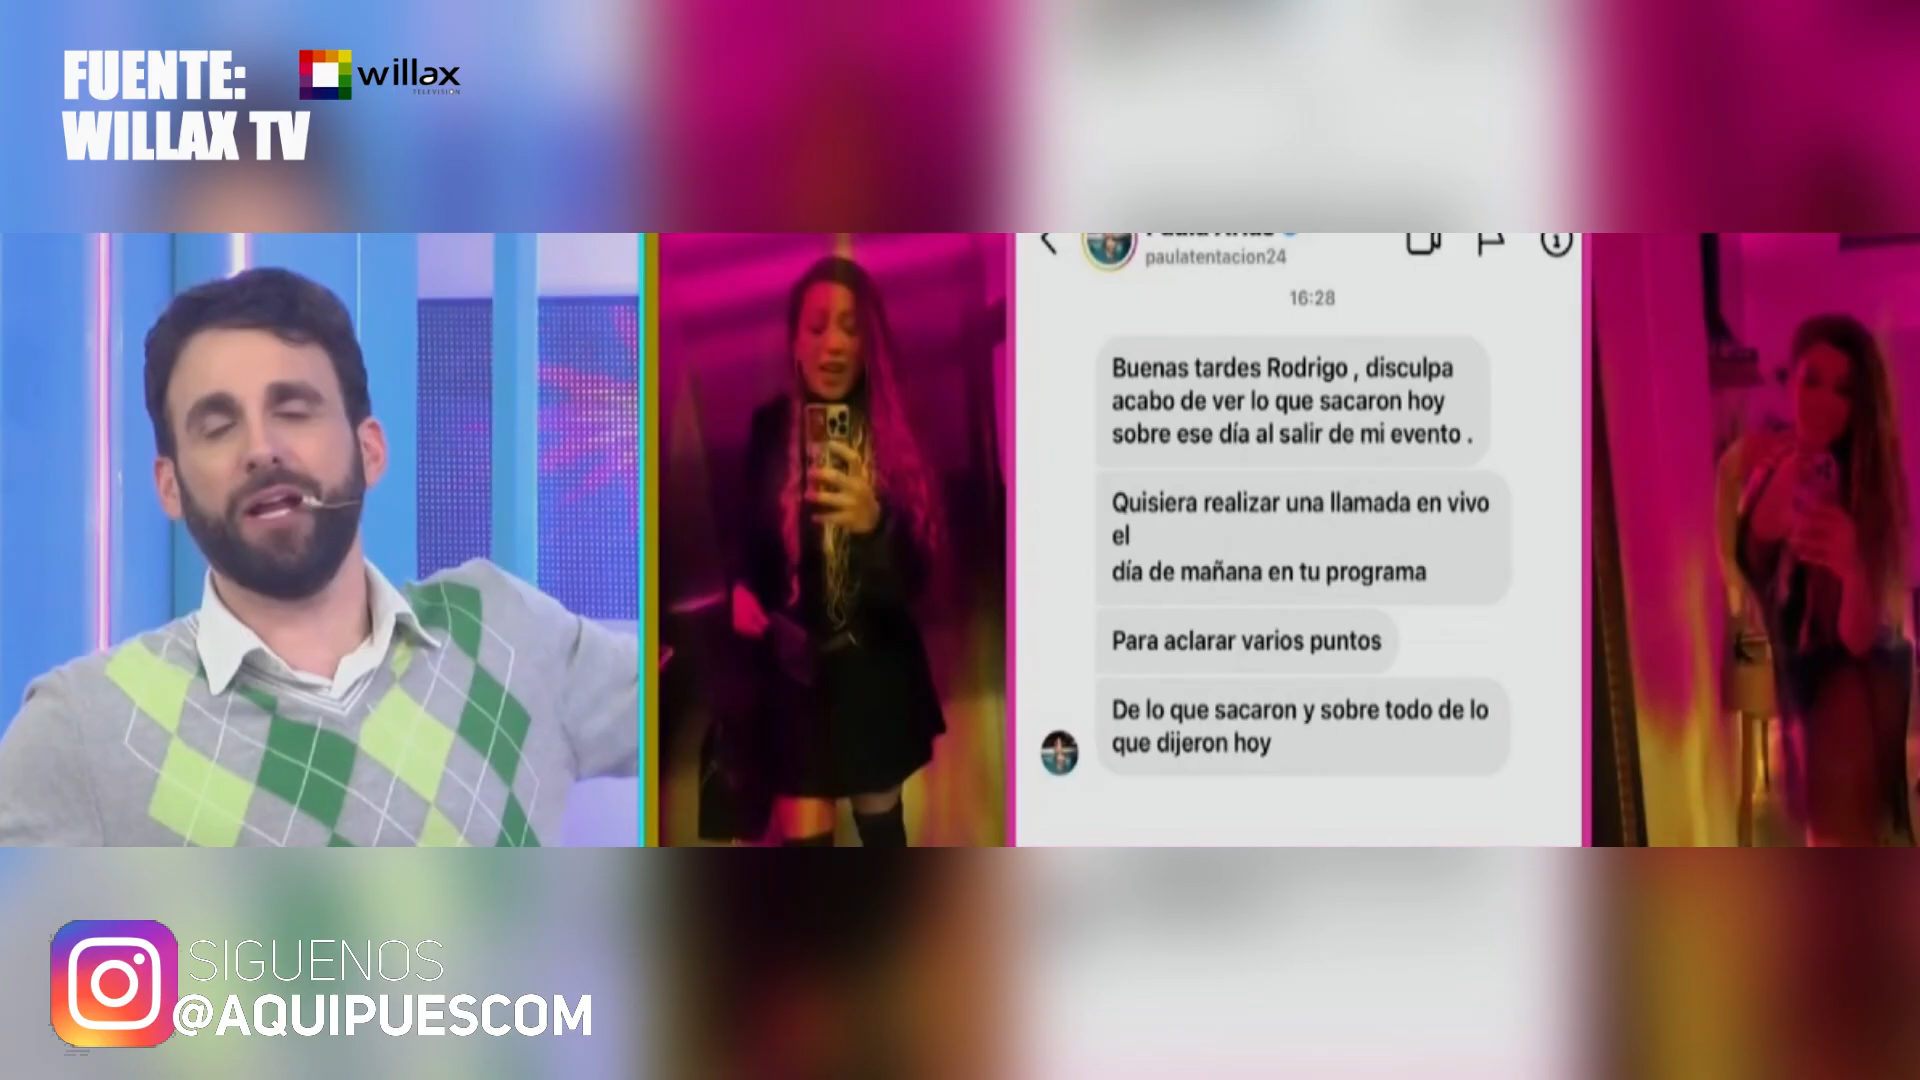 FUENTE:
WILLAX TV
willax
TELEVISION
paulatentacion24
16:28
Buenas tardes Rodrigo , disculpa
acabo de ver lo que sacaron hoy
sobre ese día al salir de mi evento .
Quisiera realizar una llamada en vivo
el
día de mañana en tu programa
Para aclarar varios puntos
De lo que sacaron y sobre todo de lo
que dijeron hoy
SIGUENOS
@AQUIPUESCOM